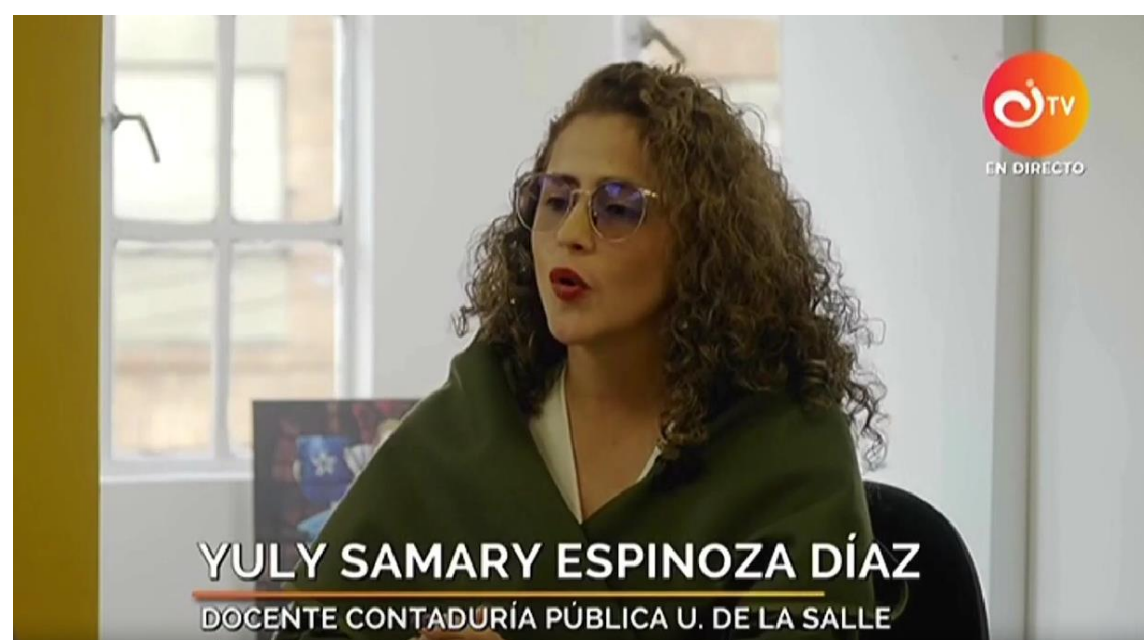 TV
EN DIRECTO
YULY SAMARY ESPINOZA DÍAZ
DOCENTE CONTADURÍA PÚBLICA U. DE LA SALLE